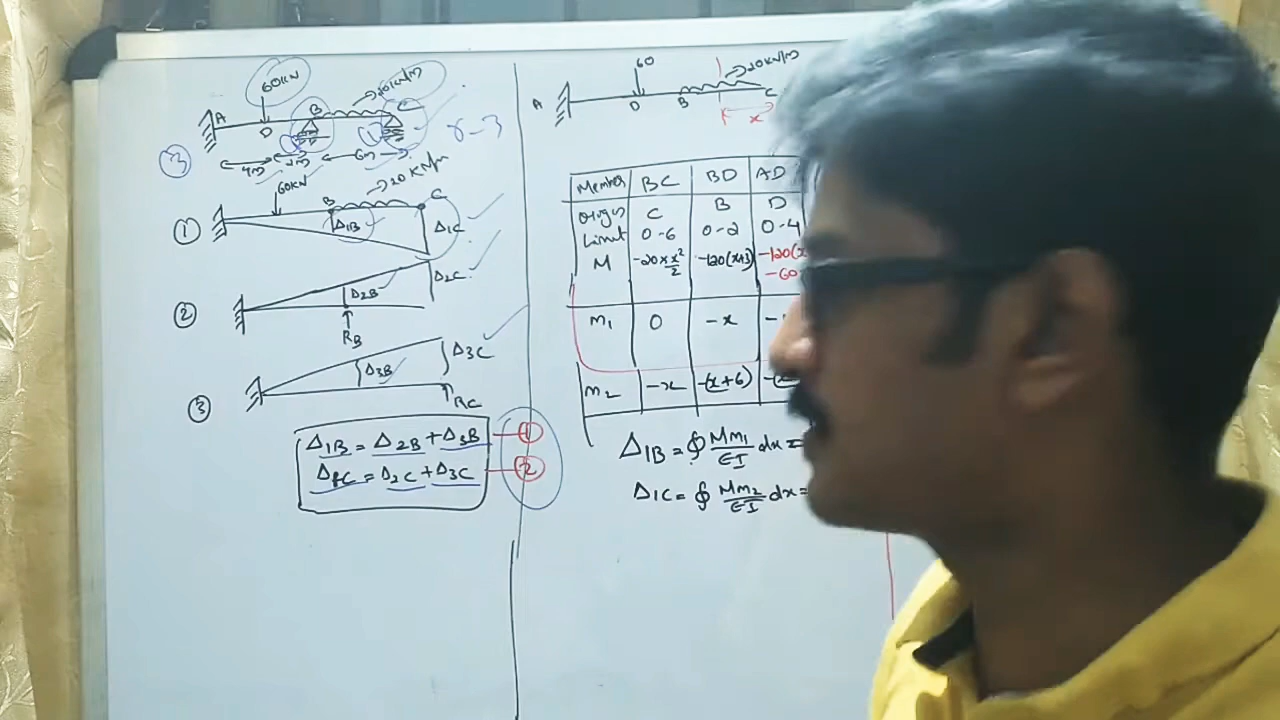 60KN
20KN/m
A
B
C
D
4m 2m 6m
③
60KN
20 KN/m
B
C
①
Δ1B
Δ1C
②
Δ2B
Δ2C
RB
③
Δ3B
Δ3C
RC
Δ1B = Δ2B + Δ3B ①
= Δ2C + Δ3C ②
60
20KN/m
A
D
B
C
x
Member BC BD AD
Origin C B D
Limit 0-6 0-2 0-4
M -20×x²/2 -120(x+3) -120(x
-60
m1 0 -x -
m2 -x -(x+6)
Δ1B = ∮ Mm1/EI dx =
Δ1C = ∮ Mm2/EI dx =